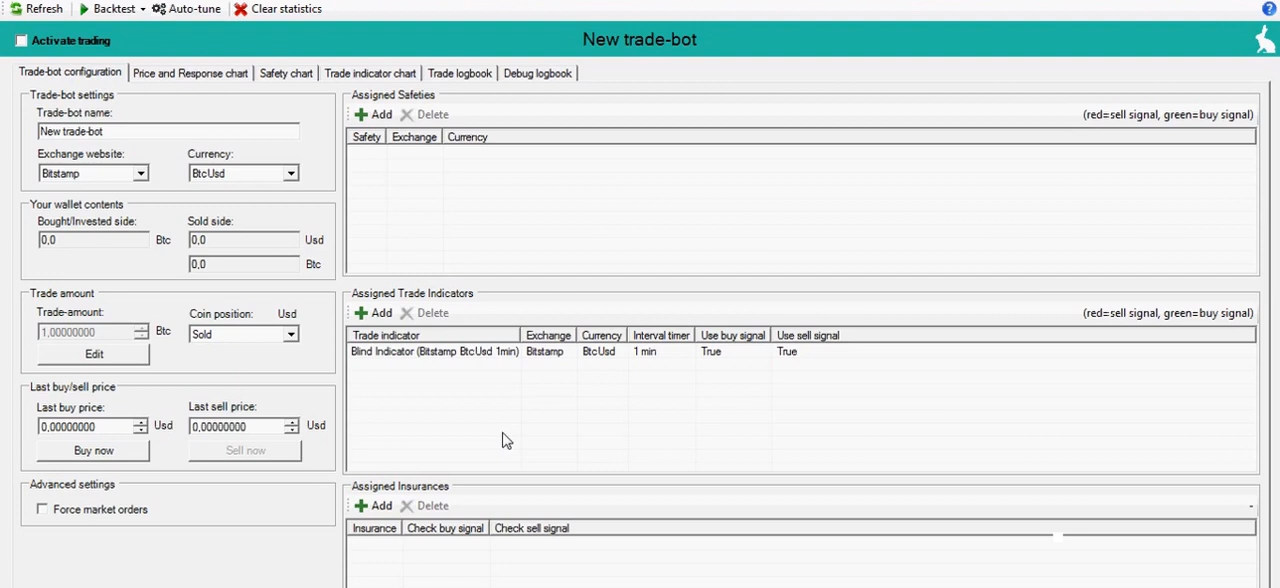 Refresh Backtest Auto-tune Clear statistics ?
Activate trading New trade-bot
Trade-bot configuration Price and Response chart Safety chart Trade indicator chart Trade logbook Debug logbook
Trade-bot settings
Trade-bot name:
New trade-bot
Exchange website: Currency:
Bitstamp BtcUsd
Your wallet contents
Bought/Invested side: Sold side:
0,0 Btc 0,0 Usd
0,0 Btc
Trade amount
Trade-amount: Coin position: Usd
1,00000000 Btc Sold
Edit
Last buy/sell price
Last buy price: Last sell price:
0,00000000 Usd 0,00000000 Usd
Buy now Sell now
Advanced settings
Force market orders
Assigned Safeties
Add Delete (red=sell signal, green=buy signal)
Safety Exchange Currency
Assigned Trade Indicators
Add Delete (red=sell signal, green=buy signal)
Trade indicator Exchange Currency Interval timer Use buy signal Use sell signal
Blind Indicator (Bitstamp BtcUsd 1min) Bitstamp BtcUsd 1 min True True
Assigned Insurances
Add Delete -
Insurance Check buy signal Check sell signal